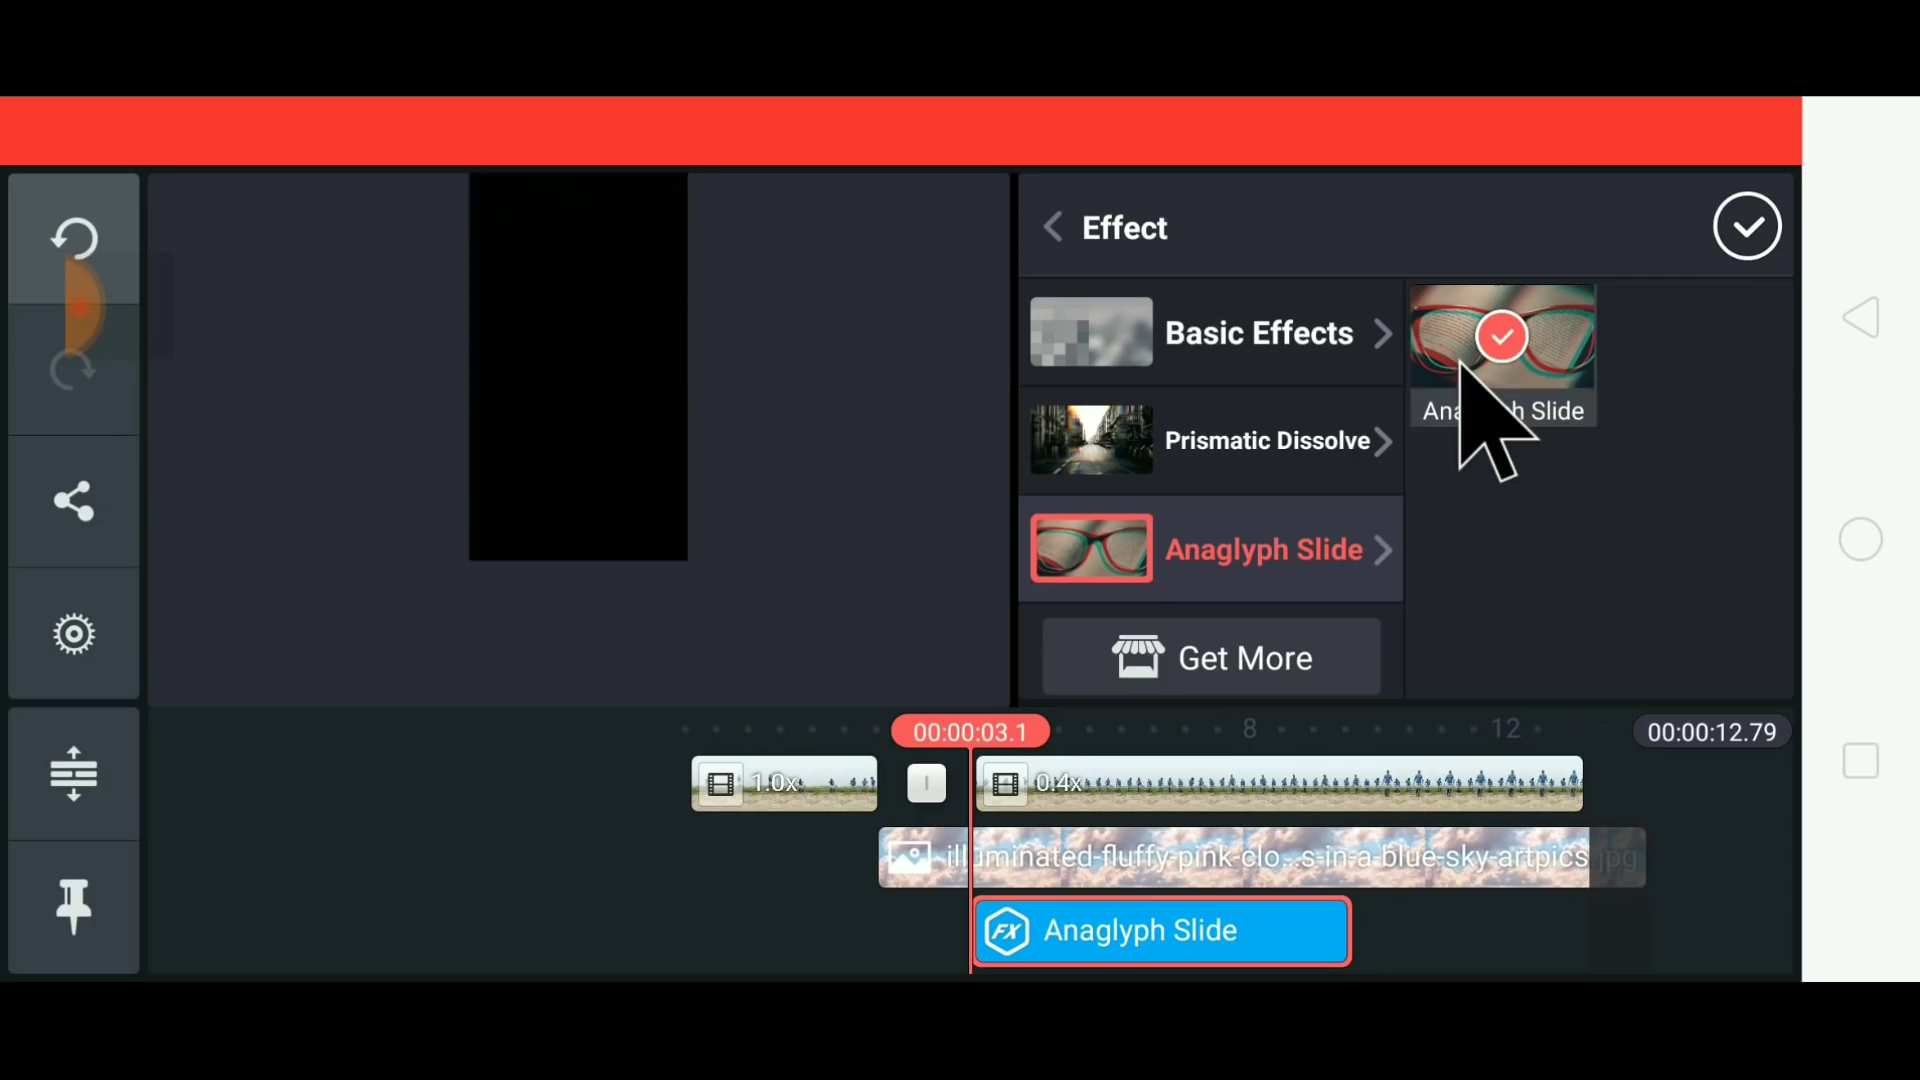 Effect
Basic Effects
Prismatic Dissolve
Anaglyph Slide
Get More
Slide
00:00:03.1
8
12
00:00:12.79
1.0x
0.4x
illuminated-fluffy-pink-clo...s-in-a-blue-sky-artpics.jpg
FX Anaglyph Slide